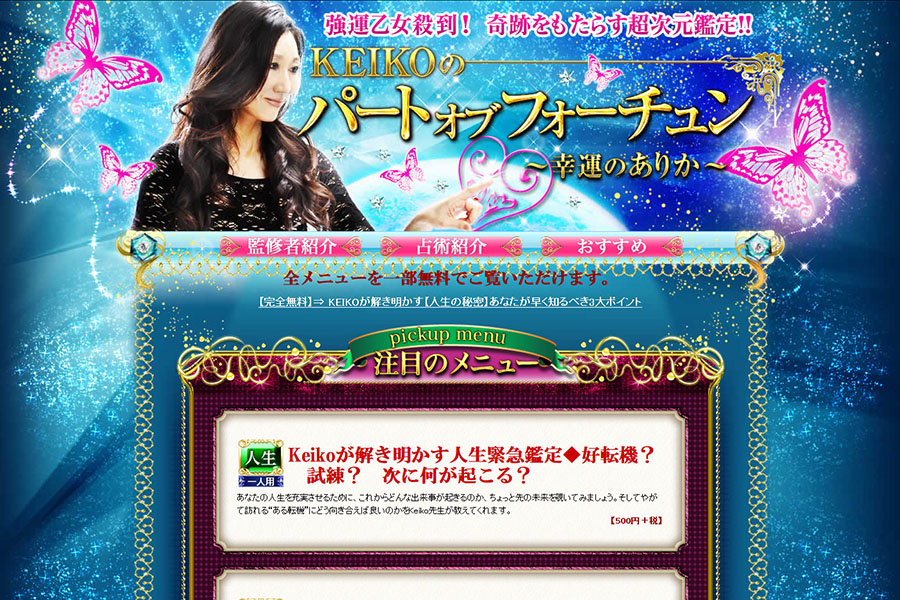 強運乙女殺到! 奇跡をもたらす超次元鑑定!!
KEIKOの
パートオブフォーチュン
~幸運のありか~
監修者紹介 占術紹介 おすすめ
全メニューを一部無料でご覧いただけます。
【完全無料】⇒ KEIKOが解き明かす【人生の秘密】あなたが早く知るべき3大ポイント
pickup menu
注目のメニュー
人生
一人用
Keikoが解き明かす人生緊急鑑定◆好転機?
試練? 次に何が起こる?
あなたの人生を充実させるために、これからどんな出来事が起きるのか、ちょっと先の未来を覗いてみましょう。そしてやが
て訪れる“ある転機”にどう向き合えば良いのかをKeiko先生が教えてくれます。
【500円+税】